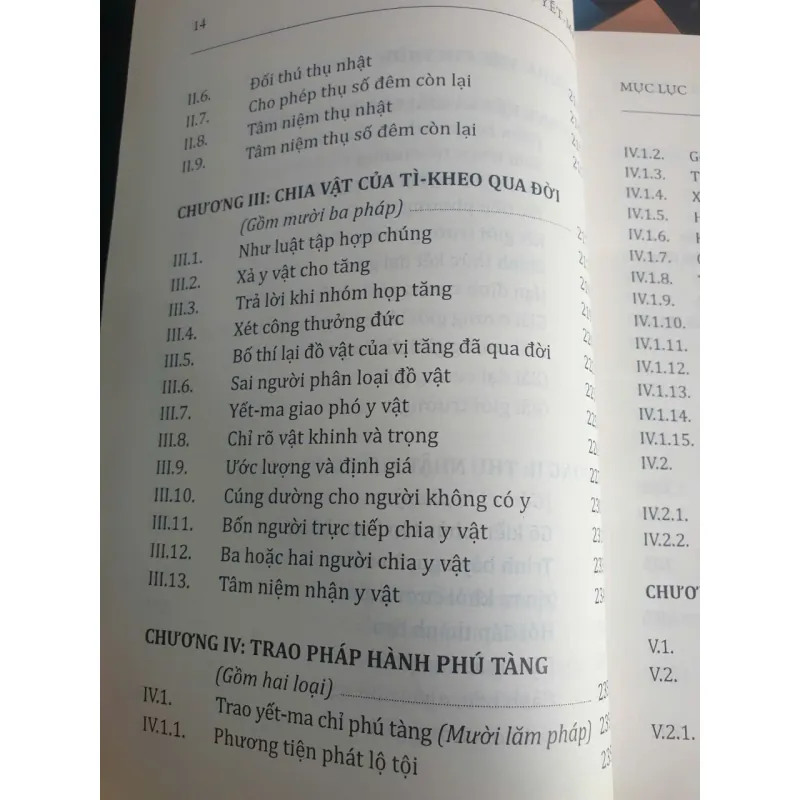 14
II.6. Đối thú thụ nhật
II.7. Cho phép thụ số đêm còn lại
II.8. Tâm niệm thụ nhật
II.9. Tâm niệm thụ số đêm còn lại
CHƯƠNG III: CHIA VẬT CỦA TÌ-KHEO QUA ĐỜI
(Gồm mười ba pháp)
III.1. Như luật tập hợp chúng
III.2. Xả y vật cho tăng
III.3. Trả lời khi nhóm họp tăng
III.4. Xét công thưởng đức
III.5. Bố thí lại đồ vật của vị tăng đã qua đời
III.6. Sai người phân loại đồ vật
III.7. Yết-ma giao phó y vật
III.8. Chỉ rõ vật khinh và trọng
III.9. Ước lượng và định giá
III.10. Cúng dường cho người không có y
III.11. Bốn người trực tiếp chia y vật
III.12. Ba hoặc hai người chia y vật
III.13. Tâm niệm nhận y vật
CHƯƠNG IV: TRAO PHÁP HÀNH PHÚ TÀNG
(Gồm hai loại)
IV.1. Trao yết-ma chỉ phú tàng (Mười lăm pháp)
IV.1.1. Phương tiện phát lộ tội
MỤC LỤC
IV.1.2.
IV.1.3.
IV.1.4.
IV.1.5.
IV.1.6.
IV.1.7.
IV.1.8.
IV.1.9.
IV.1.10.
IV.1.11.
IV.1.12.
IV.1.13.
IV.1.14.
IV.1.15.
IV.2.
IV.2.1.
IV.2.2.
V.1.
V.2.
V.2.1.